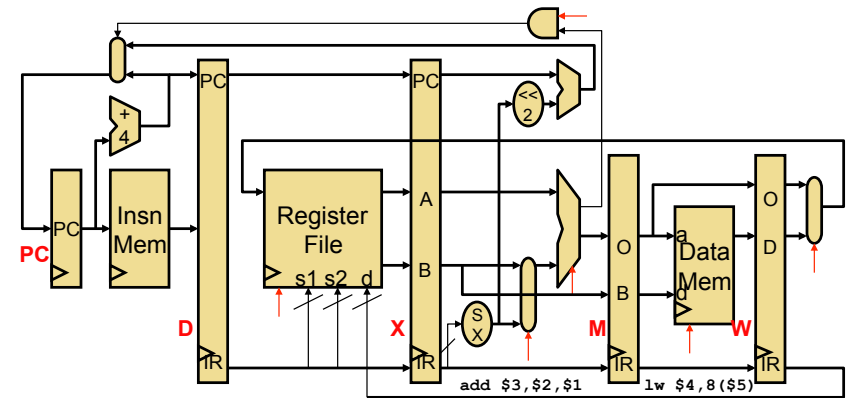 PC
PC
+
4
<<
2
PC
Insn
Mem
PC
Register
File
s1 s2 d
A
B
S
X
O
B
a
Data
Mem
d
O
D
D
X
M
W
IR
IR
IR
IR
add $3,$2,$1
lw $4,8($5)